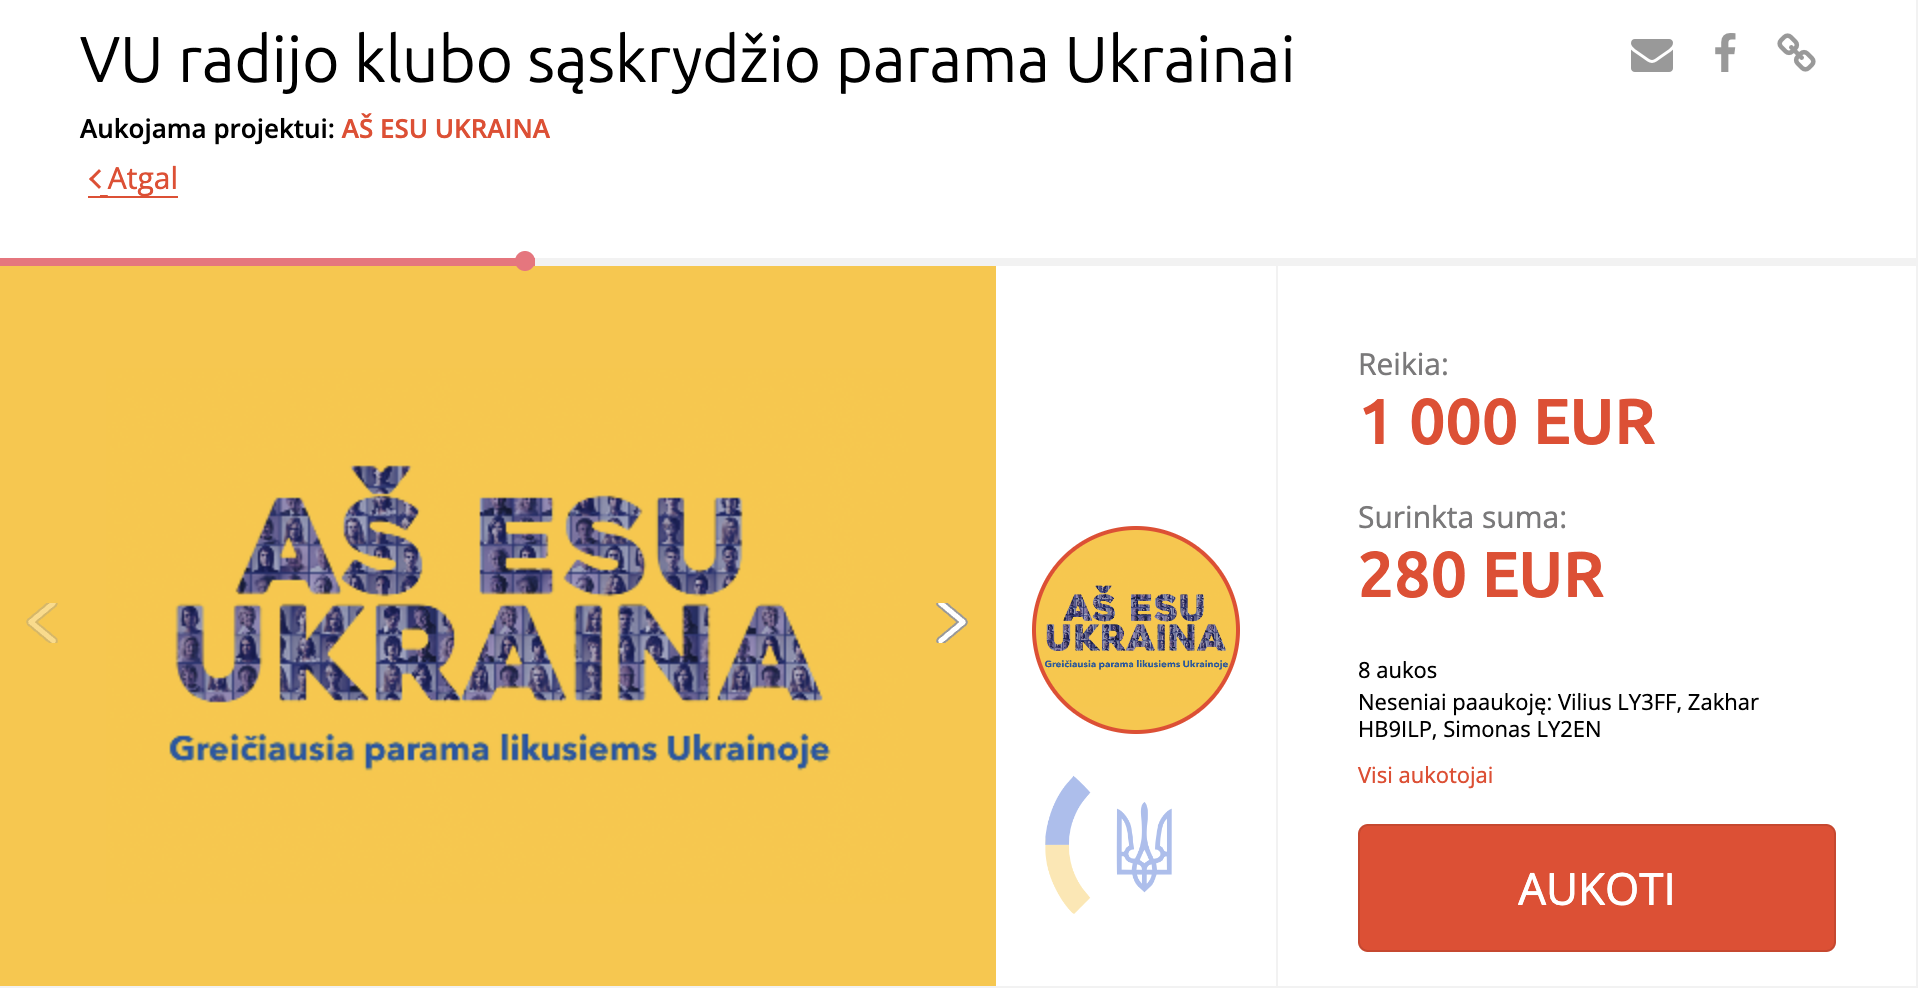 VU radijo klubo sąskrydžio parama Ukrainai
Aukojama projektui: AŠ ESU UKRAINA
Atgal
AŠ ESU
UKRAINA
Greičiausia parama likusiems Ukrainoje
AŠ ESU
UKRAINA
Greičiausia parama likusiems Ukrainoje
Reikia:
1 000 EUR
Surinkta suma:
280 EUR
8 aukos
Neseniai paaukoję: Vilius LY3FF, Zakhar
HB9ILP, Simonas LY2EN
Visi aukotojai
AUKOTI